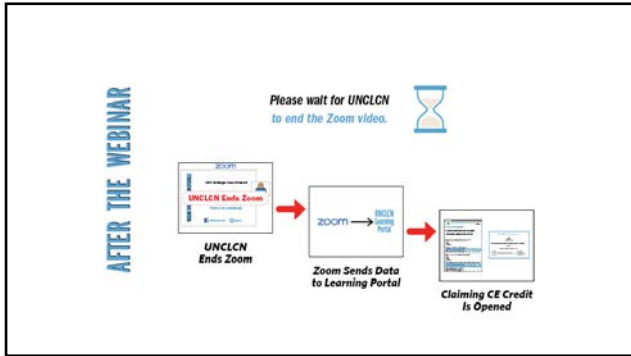 AFTER THE WEBINAR
Please wait for UNCLCN
to end the Zoom video.
zoom
UNCLCN Ends Zoom
UNCLCN
Ends Zoom
zoom
UNCLCN
Learning
Portal
Zoom Sends Data
to Learning Portal
Claiming CE Credit
Is Opened